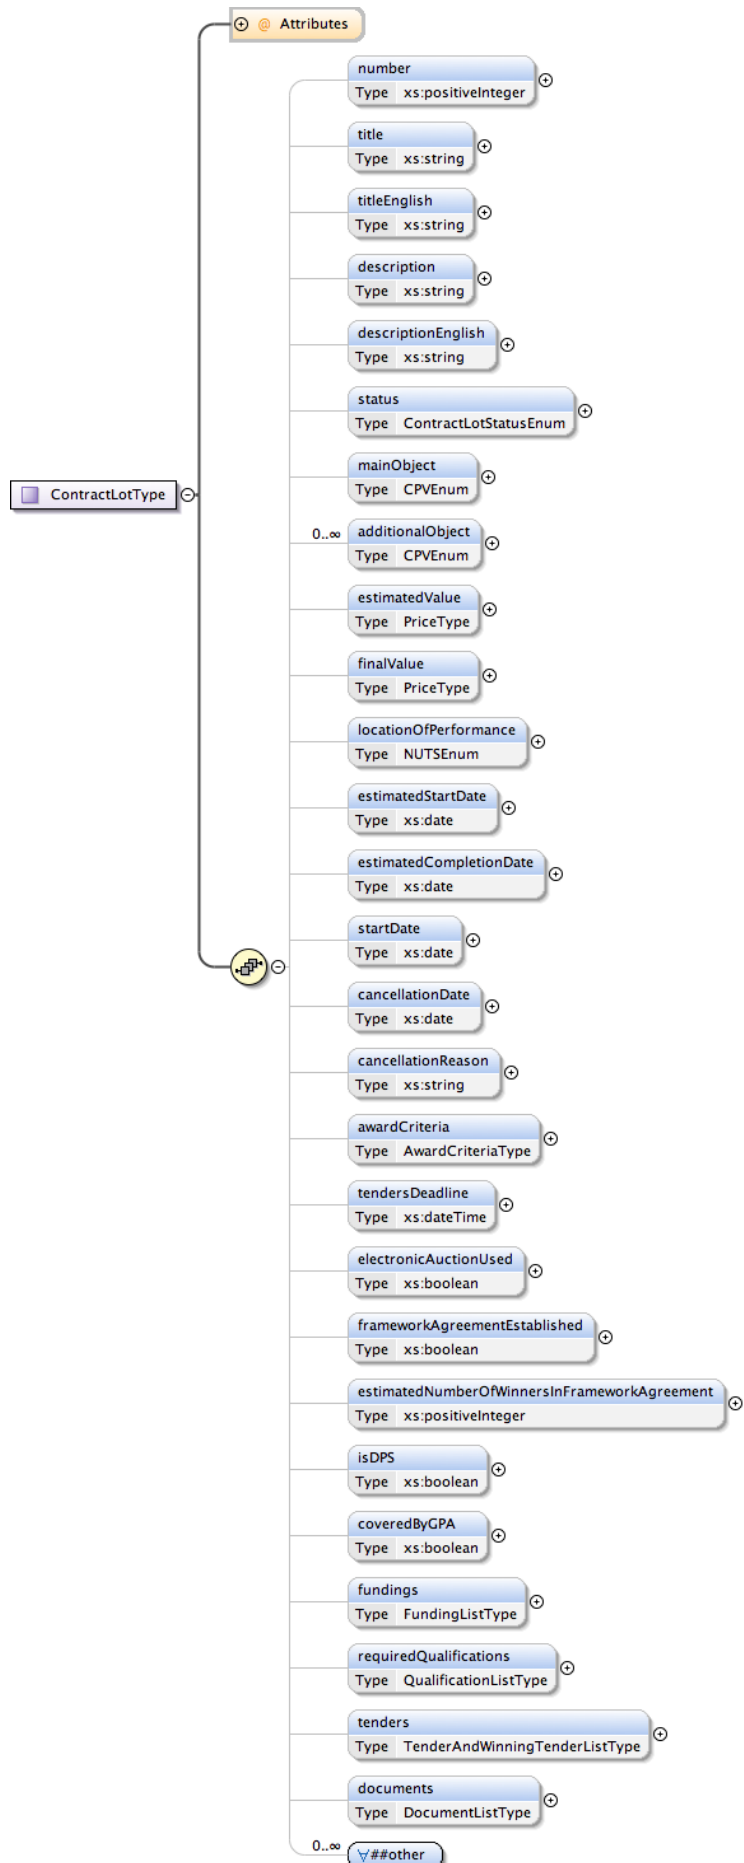 @ Attributes
number
Type xs:positiveInteger
title
Type xs:string
titleEnglish
Type xs:string
description
Type xs:string
descriptionEnglish
Type xs:string
status
Type ContractLotStatusEnum
mainObject
Type CPVEnum
ContractLotType
0..∞ additionalObject
Type CPVEnum
estimatedValue
Type PriceType
finalValue
Type PriceType
locationOfPerformance
Type NUTSEnum
estimatedStartDate
Type xs:date
estimatedCompletionDate
Type xs:date
startDate
Type xs:date
cancellationDate
Type xs:date
cancellationReason
Type xs:string
awardCriteria
Type AwardCriteriaType
tendersDeadline
Type xs:dateTime
electronicAuctionUsed
Type xs:boolean
frameworkAgreementEstablished
Type xs:boolean
estimatedNumberOfWinnersInFrameworkAgreement
Type xs:positiveInteger
isDPS
Type xs:boolean
coveredByGPA
Type xs:boolean
fundings
Type FundingListType
requiredQualifications
Type QualificationListType
tenders
Type TenderAndWinningTenderListType
documents
Type DocumentListType
0..∞ ∀##other